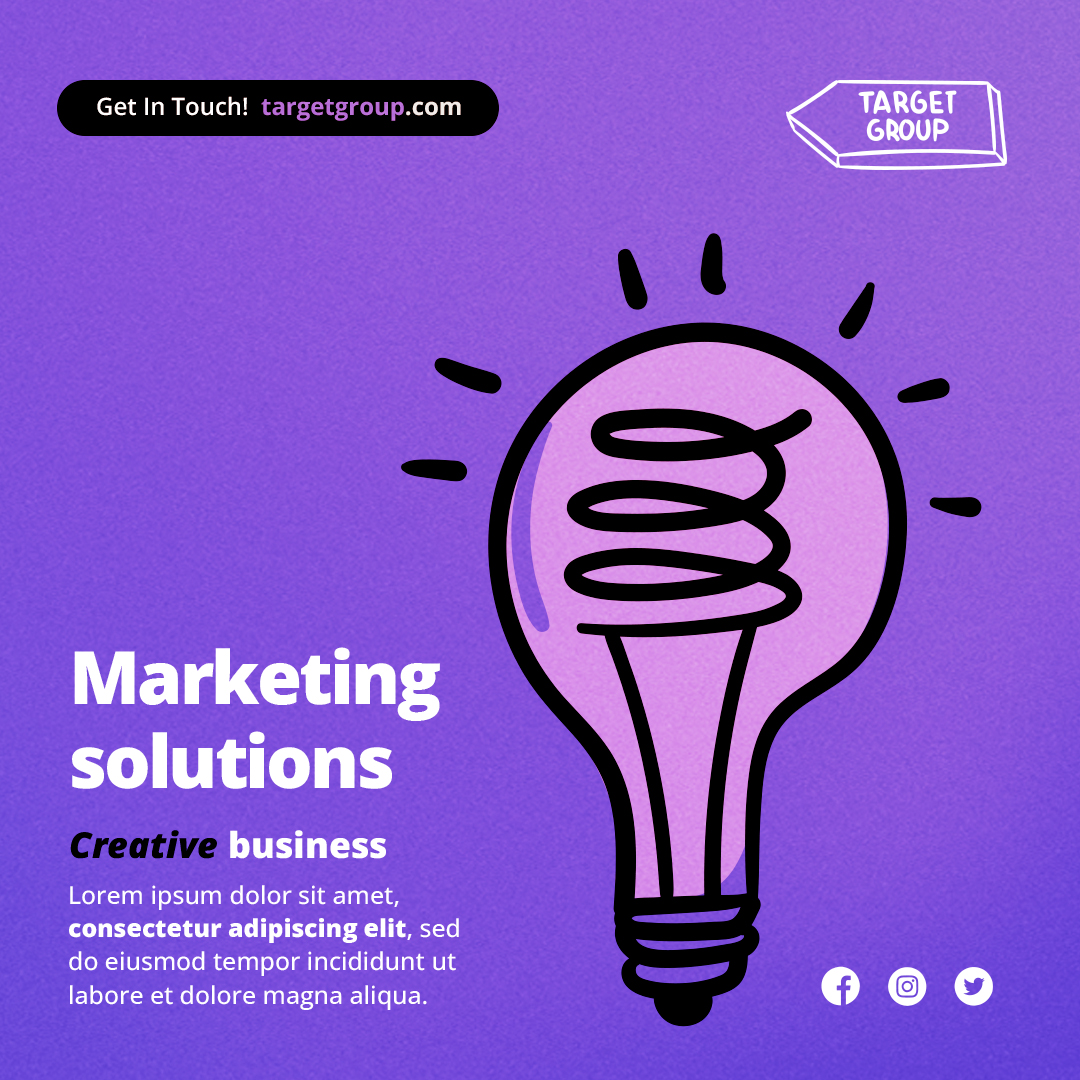 Get In Touch! targetgroup.com
TARGET
GROUP
Marketing
solutions
Creative business
Lorem ipsum dolor sit amet,
consectetur adipiscing elit, sed
do eiusmod tempor incididunt ut
labore et dolore magna aliqua.